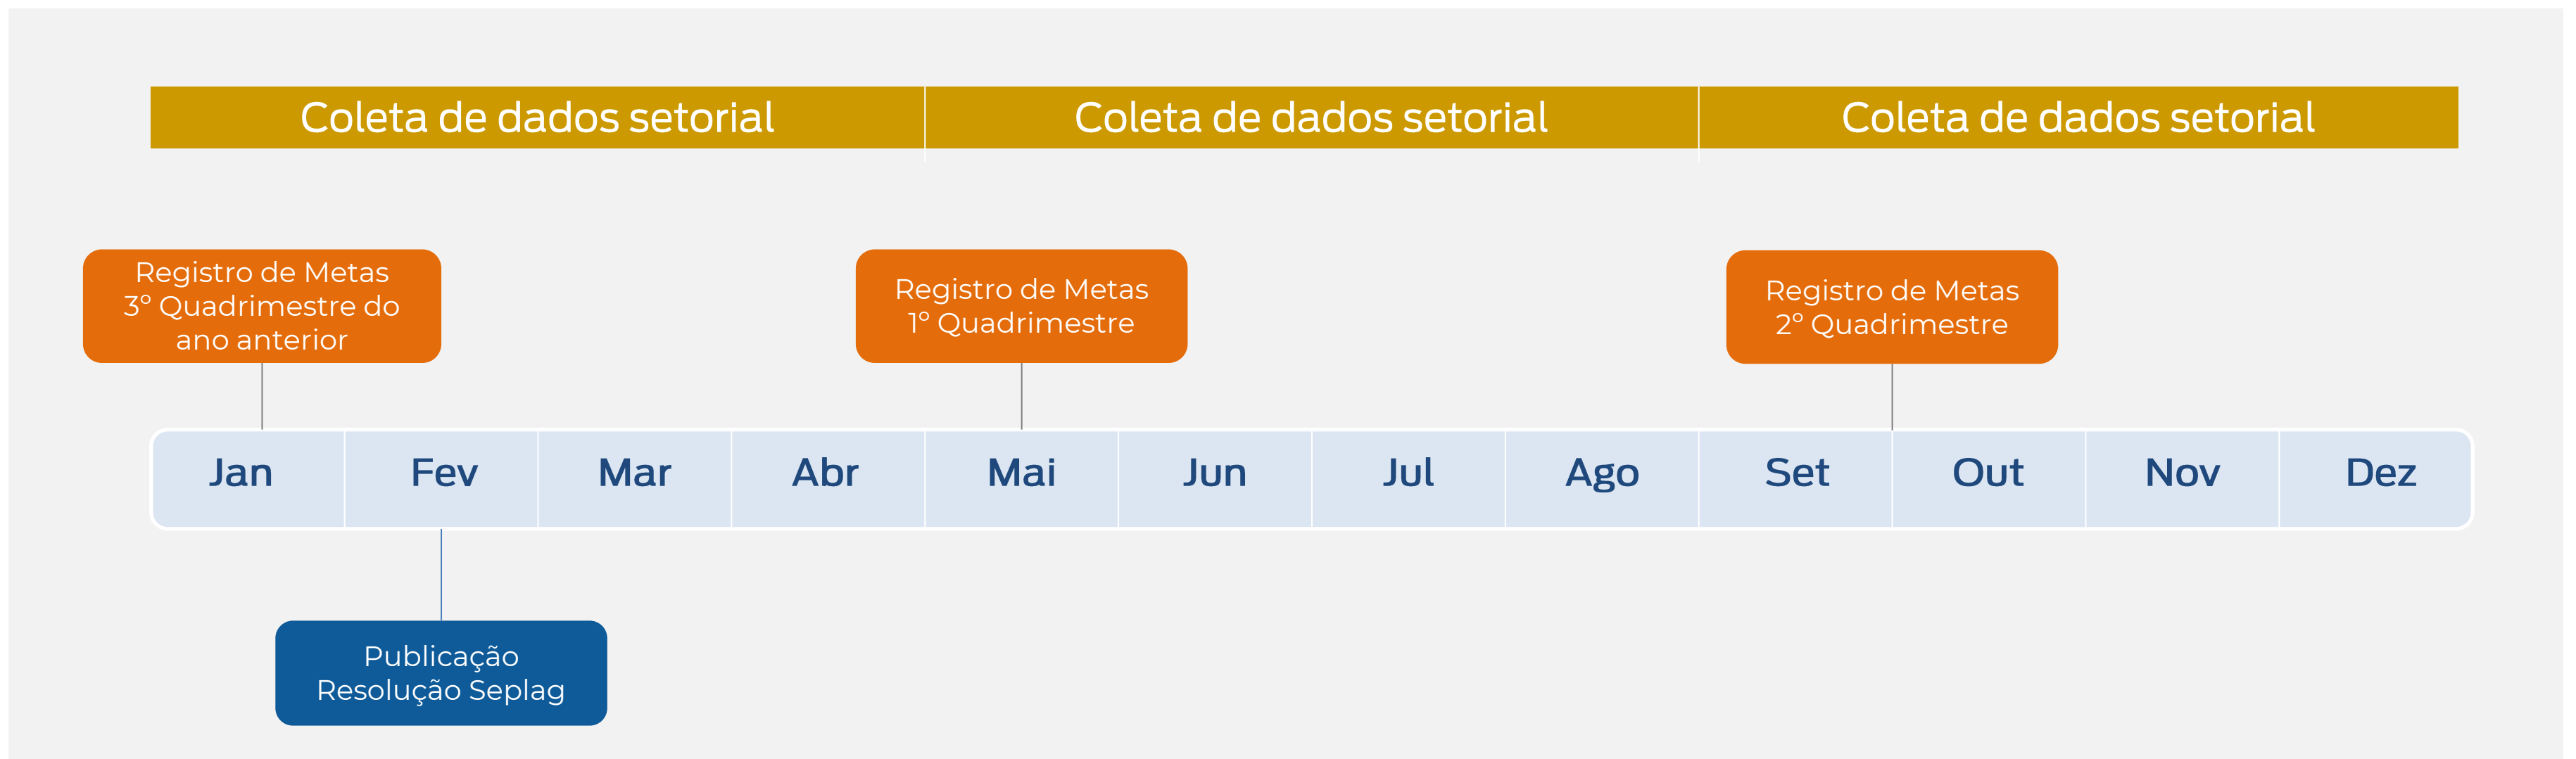 Coleta de dados setorial
Coleta de dados setorial
Coleta de dados setorial
Registro de Metas
3º Quadrimestre do
ano anterior
Registro de Metas
1º Quadrimestre
Registro de Metas
2º Quadrimestre
Jan
Fev
Mar
Abr
Mai
Jun
Jul
Ago
Set
Out
Nov
Dez
Publicação
Resolução Seplag